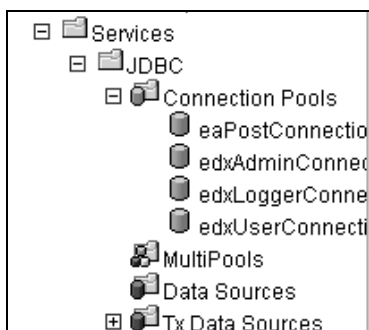 Services
JDBC
Connection Pools
eaPostConnectio
edxAdminConnec
edxLoggerConne
edxUserConnecti
MultiPools
Data Sources
Tx Data Sources